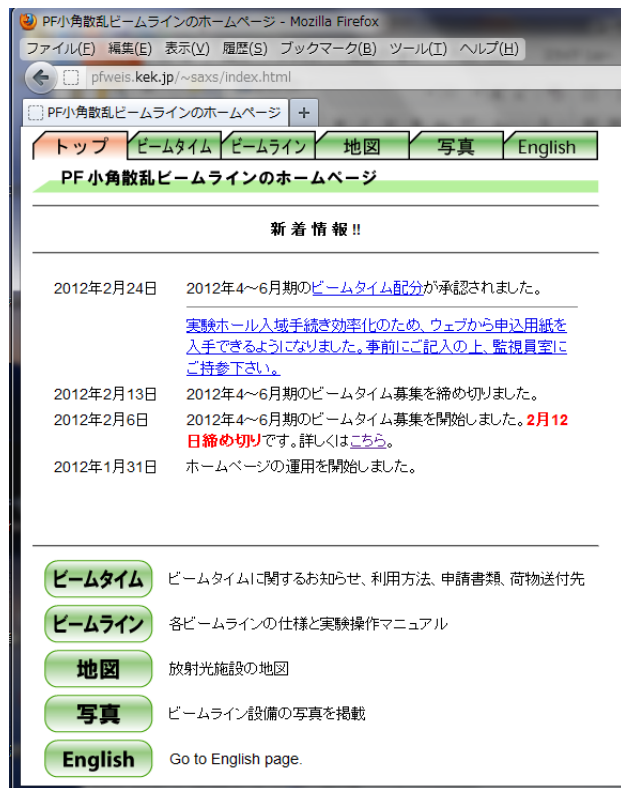 PF小角散乱ビームラインのホームページ - Mozilla Firefox
ファイル(F) 編集(E) 表示(V) 履歴(S) ブックマーク(B) ツール(T) ヘルプ(H)
pfweis.kek.jp/~saxs/index.html
PF小角散乱ビームラインのホームページ +
トップ ビームタイム ビームライン 地図 写真 English
PF 小角散乱ビームラインのホームページ
新 着 情 報 !!
2012年2月24日 2012年4～6月期のビームタイム配分が承認されました。
実験ホール入域手続き効率化のため、ウェブから申込用紙を
入手できるようになりました。事前にご記入の上、監視員室に
ご持参下さい。
2012年2月13日 2012年4～6月期のビームタイム募集を締め切りました。
2012年2月6日 2012年4～6月期のビームタイム募集を開始しました。2月12
日締め切りです。詳しくはこちら。
2012年1月31日 ホームページの運用を開始しました。
ビームタイム ビームタイムに関するお知らせ、利用方法、申請書類、荷物送付先
ビームライン 各ビームラインの仕様と実験操作マニュアル
地図 放射光施設の地図
写真 ビームライン設備の写真を掲載
English Go to English page.